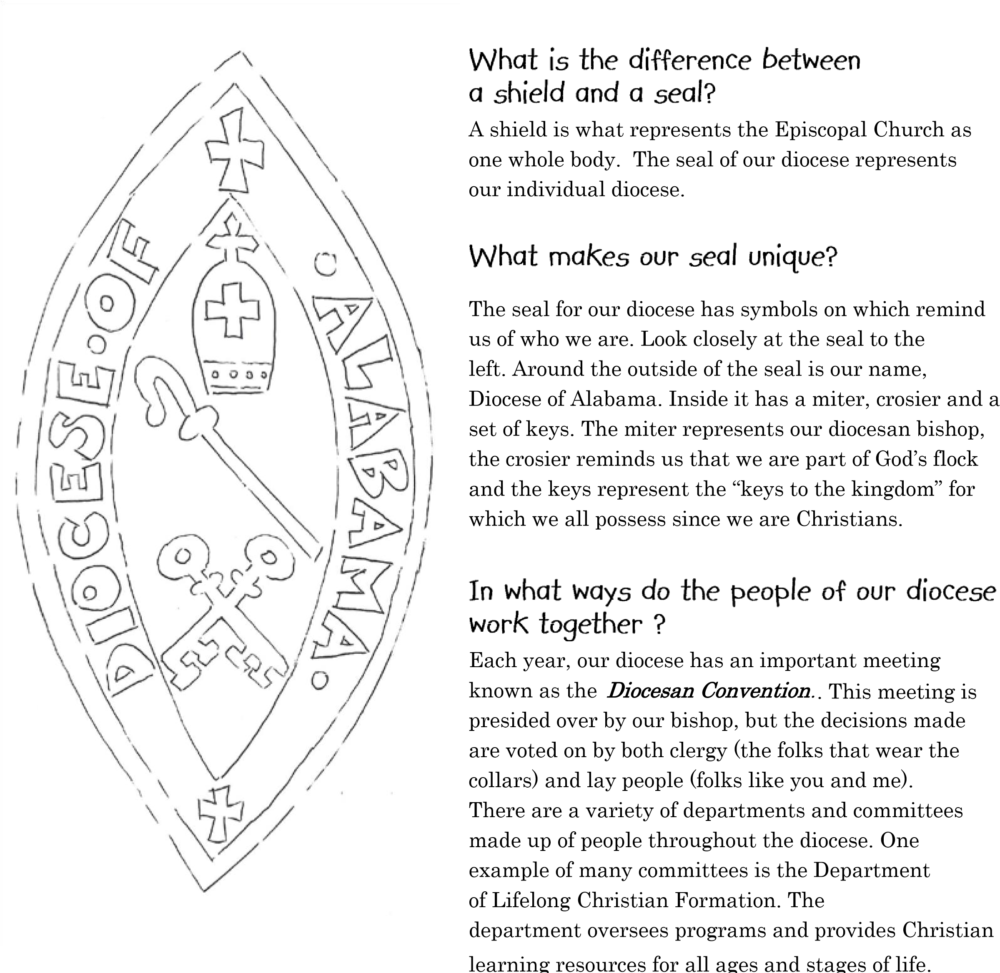 DIOCESE · OF
· ALABAMA ·
What is the difference between
a shield and a seal?
A shield is what represents the Episcopal Church as
one whole body.  The seal of our diocese represents
our individual diocese.
What makes our seal unique?
The seal for our diocese has symbols on which remind
us of who we are. Look closely at the seal to the
left. Around the outside of the seal is our name,
Diocese of Alabama. Inside it has a miter, crosier and a
set of keys. The miter represents our diocesan bishop,
the crosier reminds us that we are part of God’s flock
and the keys represent the “keys to the kingdom” for
which we all possess since we are Christians.
In what ways do the people of our diocese
work together ?
Each year, our diocese has an important meeting
known as the Diocesan Convention.. This meeting is
presided over by our bishop, but the decisions made
are voted on by both clergy (the folks that wear the
collars) and lay people (folks like you and me).
There are a variety of departments and committees
made up of people throughout the diocese. One
example of many committees is the Department
of Lifelong Christian Formation. The
department oversees programs and provides Christian
learning resources for all ages and stages of life.